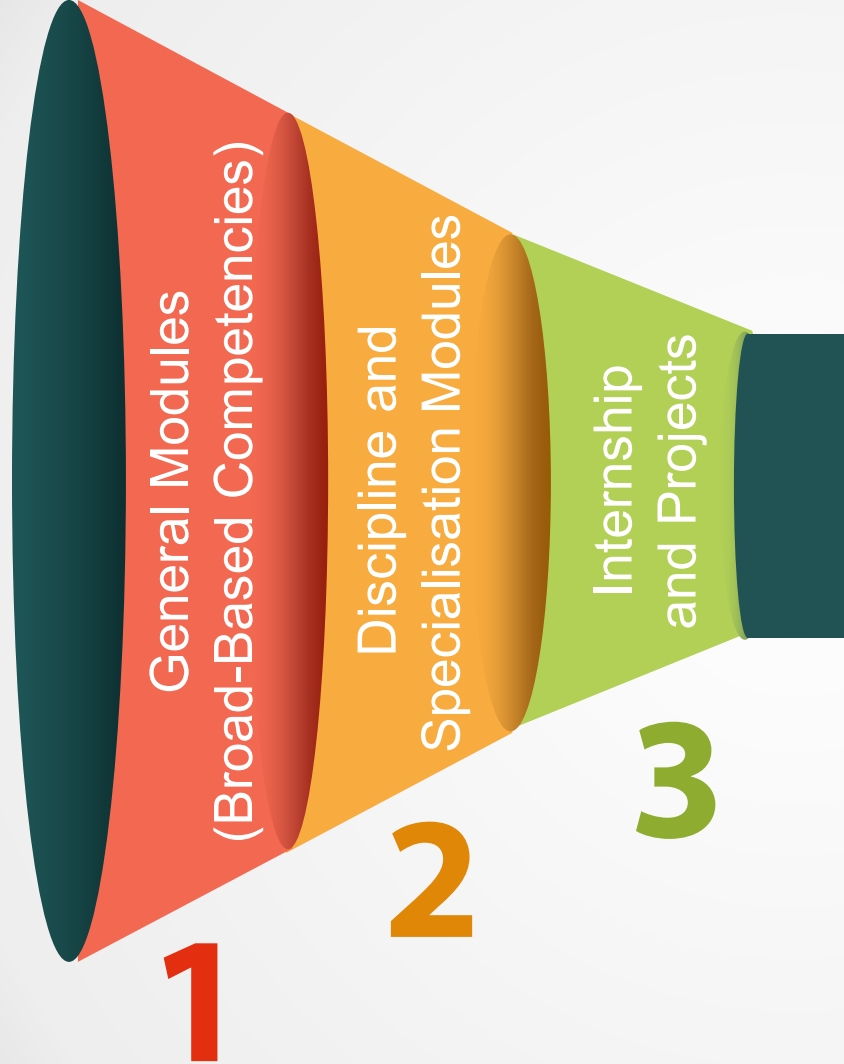 General Modules
(Broad-Based Competencies)
1
Discipline and
Specialisation Modules
2
Internship
and Projects
3